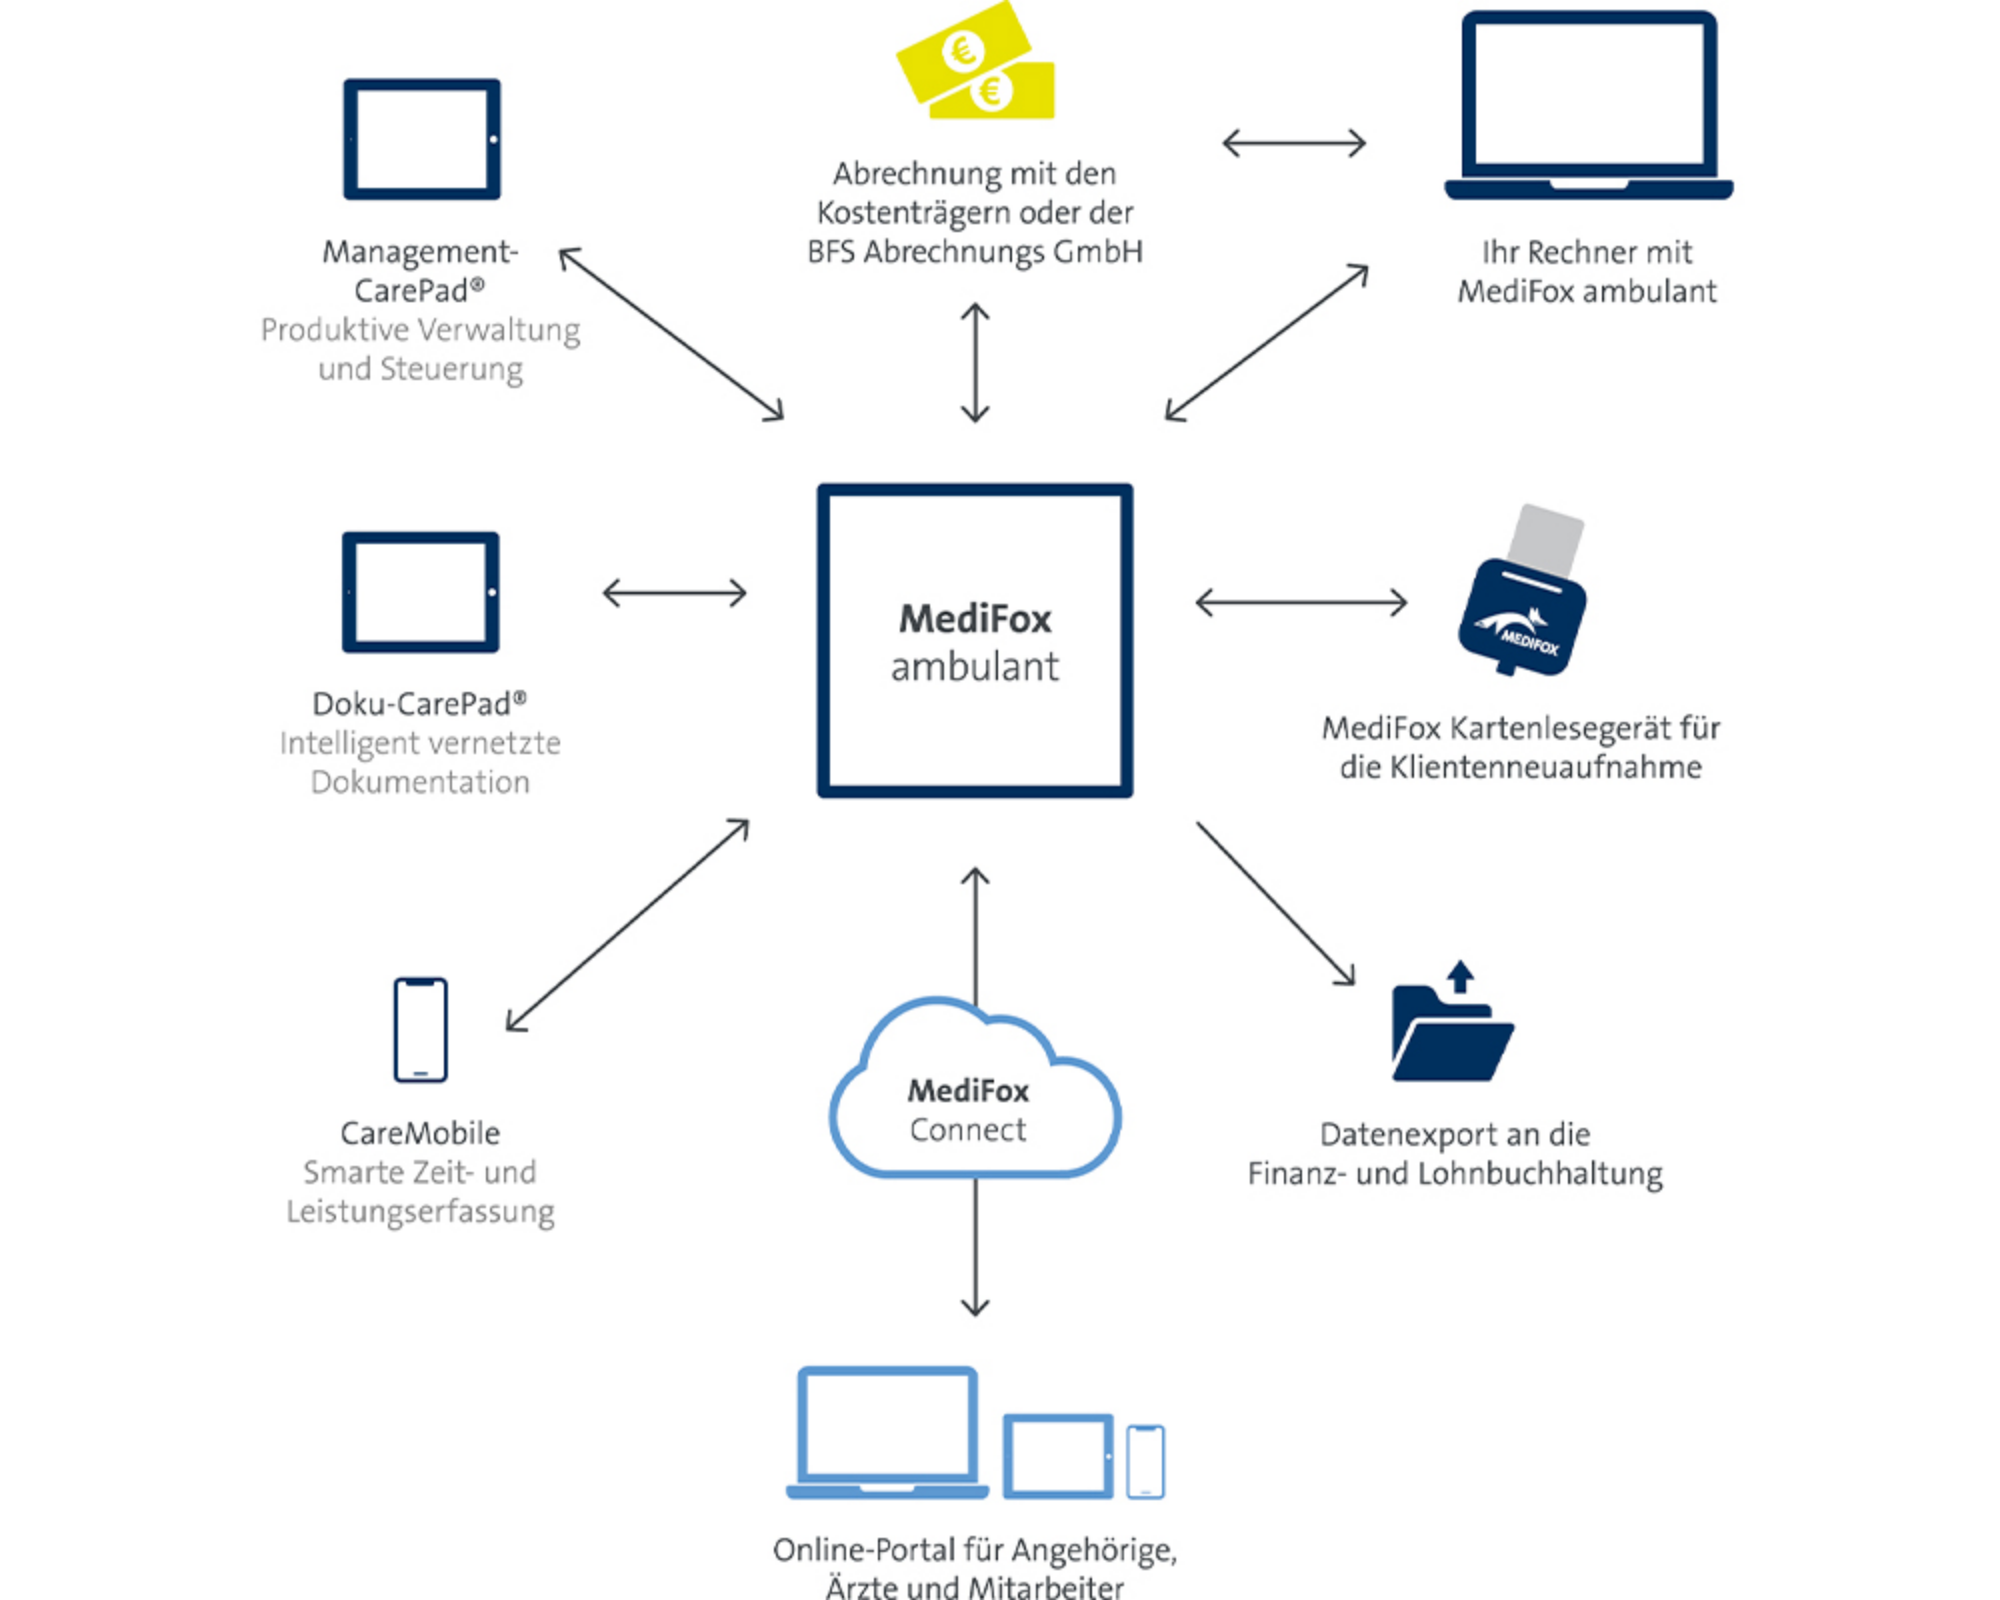 Abrechnung mit den
Kostenträgern oder der
BFS Abrechnungs GmbH
Management-
CarePad®
Produktive Verwaltung
und Steuerung
Ihr Rechner mit
MediFox ambulant
MediFox
ambulant
Doku-CarePad®
Intelligent vernetzte
Dokumentation
MEDIFOX
MediFox Kartenlesegerät für
die Klientenneuaufnahme
MediFox
Connect
CareMobile
Smarte Zeit- und
Leistungserfassung
Datenexport an die
Finanz- und Lohnbuchhaltung
Online-Portal für Angehörige,
Ärzte und Mitarbeiter